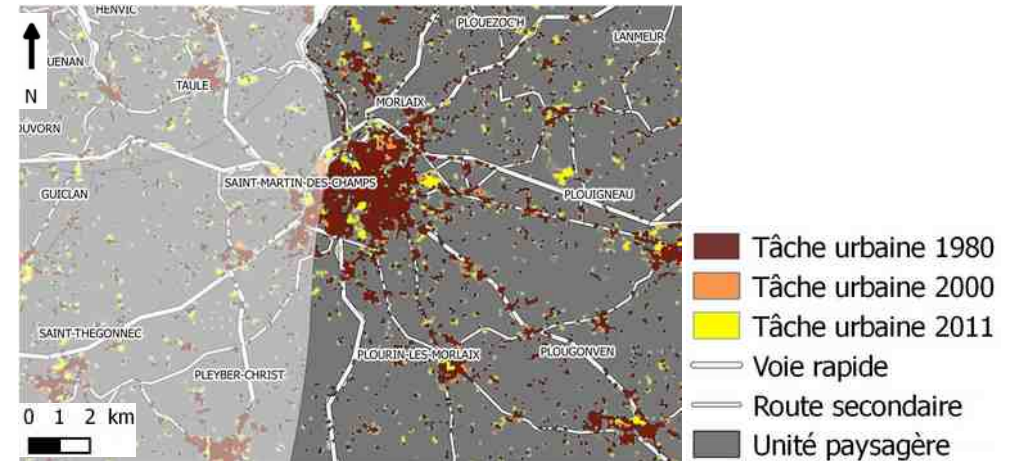 HENVIC
PLOUEZOC'H
LANMEUR
UENAN
TAULE
N
MORLAIX
OUVORN
SAINT-MARTIN-DES-CHAMPS
GUICLAN
PLOUIGNEAU
SAINT-THEGONNEC
PLOURIN-LES-MORLAIX
PLOUGONVEN
PLEYBER-CHRIST
0 1 2 km
Tâche urbaine 1980
Tâche urbaine 2000
Tâche urbaine 2011
Voie rapide
Route secondaire
Unité paysagère